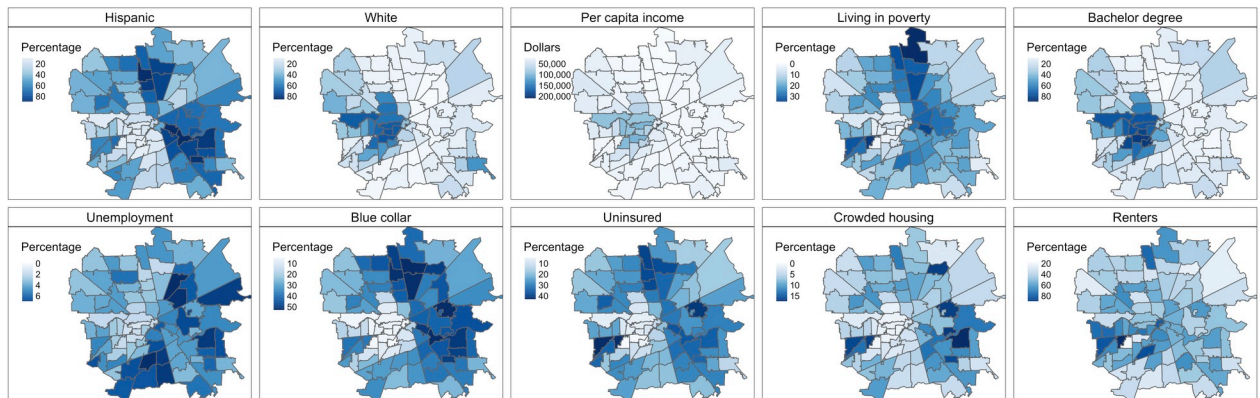 Hispanic
Percentage
20
40
60
80
White
Percentage
20
40
60
80
Per capita income
Dollars
50,000
100,000
150,000
200,000
Living in poverty
Percentage
0
10
20
30
Bachelor degree
Percentage
20
40
60
80
Unemployment
Percentage
0
2
4
6
Blue collar
Percentage
10
20
30
40
50
Uninsured
Percentage
10
20
30
40
Crowded housing
Percentage
0
5
10
15
Renters
Percentage
20
40
60
80